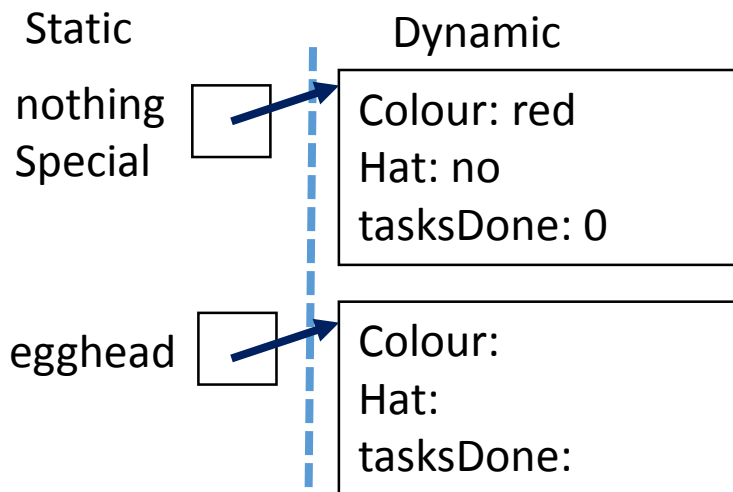 Static
Dynamic
nothing
Special
Colour: red
Hat: no
tasksDone: 0
egghead
Colour:
Hat:
tasksDone: